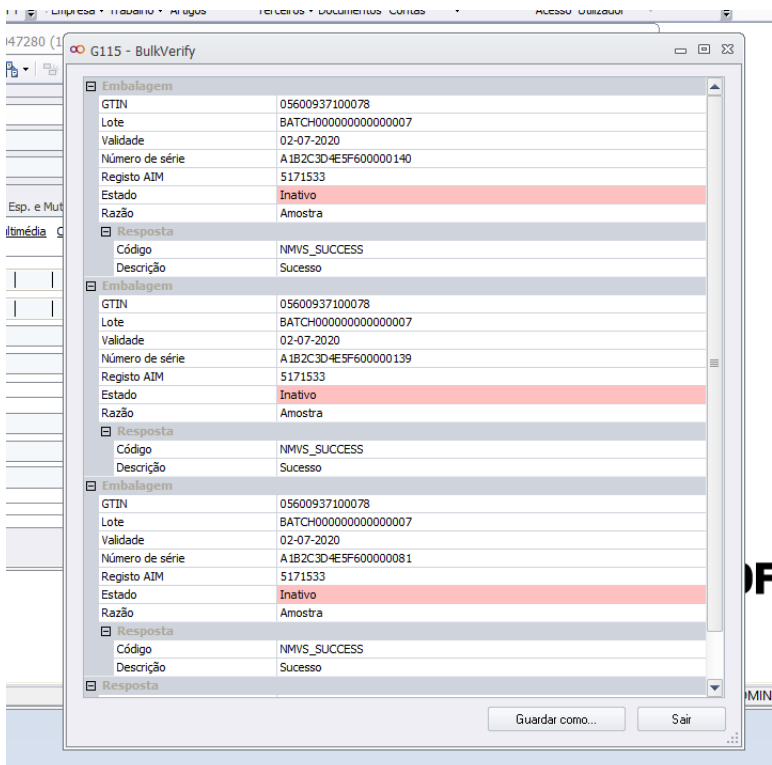 Empresa Trabalho Artigos Terceiros Documentos Contas Acesso Utilizador
G115 - BulkVerify
Embalagem
GTIN 05600937100078
Lote BATCH000000000000007
Validade 02-07-2020
Número de série A1B2C3D4E5F600000140
Registo AIM 5171533
Estado Inativo
Razão Amostra
Resposta
Código NMVS_SUCCESS
Descrição Sucesso
Embalagem
GTIN 05600937100078
Lote BATCH000000000000007
Validade 02-07-2020
Número de série A1B2C3D4E5F600000139
Registo AIM 5171533
Estado Inativo
Razão Amostra
Resposta
Código NMVS_SUCCESS
Descrição Sucesso
Embalagem
GTIN 05600937100078
Lote BATCH000000000000007
Validade 02-07-2020
Número de série A1B2C3D4E5F600000081
Registo AIM 5171533
Estado Inativo
Razão Amostra
Resposta
Código NMVS_SUCCESS
Descrição Sucesso
Resposta
Guardar como... Sair